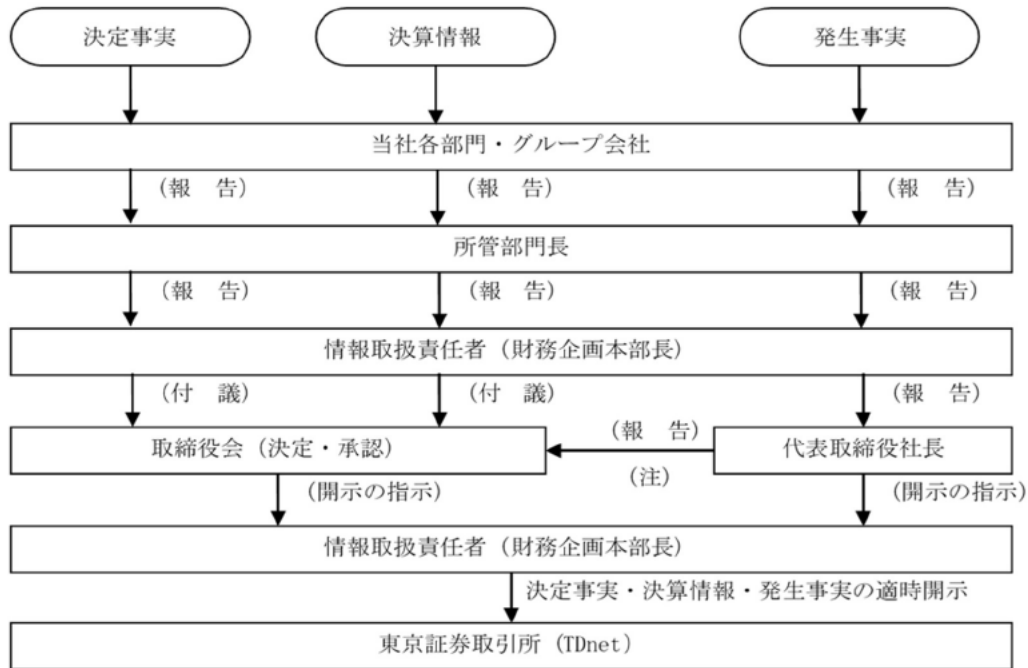 決定事実
決算情報
発生事実
当社各部門・グループ会社
(報 告)
(報 告)
(報 告)
所管部門長
(報 告)
(報 告)
(報 告)
情報取扱責任者(財務企画本部長)
(付 議)
(付 議)
(報 告)
取締役会(決定・承認)
(報 告)
(注)
代表取締役社長
(開示の指示)
(開示の指示)
情報取扱責任者(財務企画本部長)
決定事実・決算情報・発生事実の適時開示
東京証券取引所(TDnet)